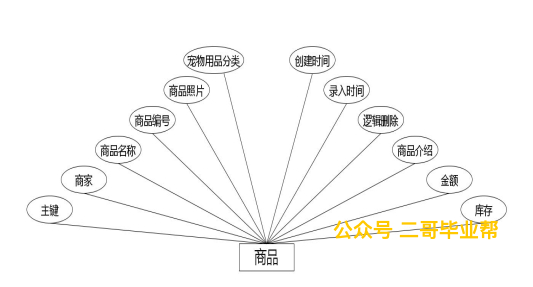 宠物用品分类
创建时间
商品照片
录入时间
商品编号
逻辑删除
商品名称
商品介绍
商家
金额
主键
库存
公众号 二哥毕业帮
商品